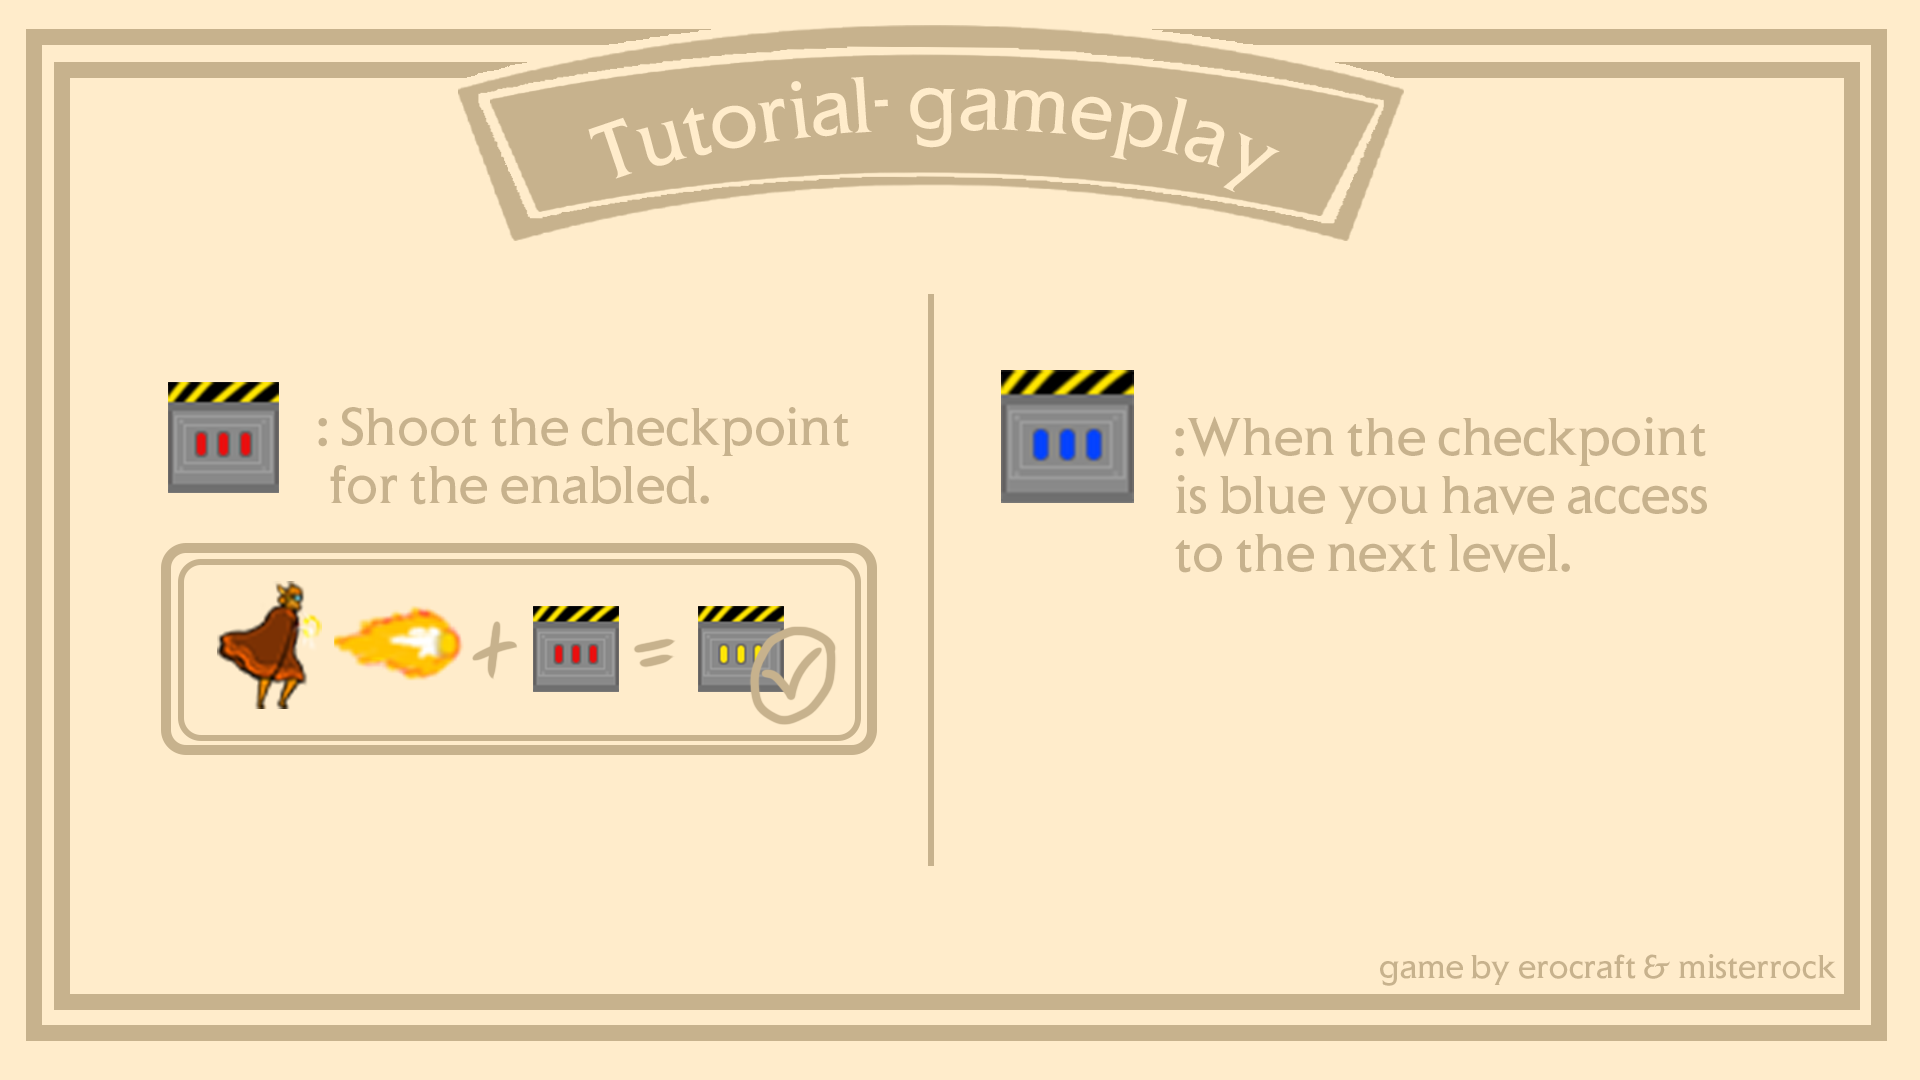 Tutorial- gameplay
: Shoot the checkpoint
for the enabled.
+ =
:When the checkpoint
is blue you have access
to the next level.
game by erocraft & misterrock